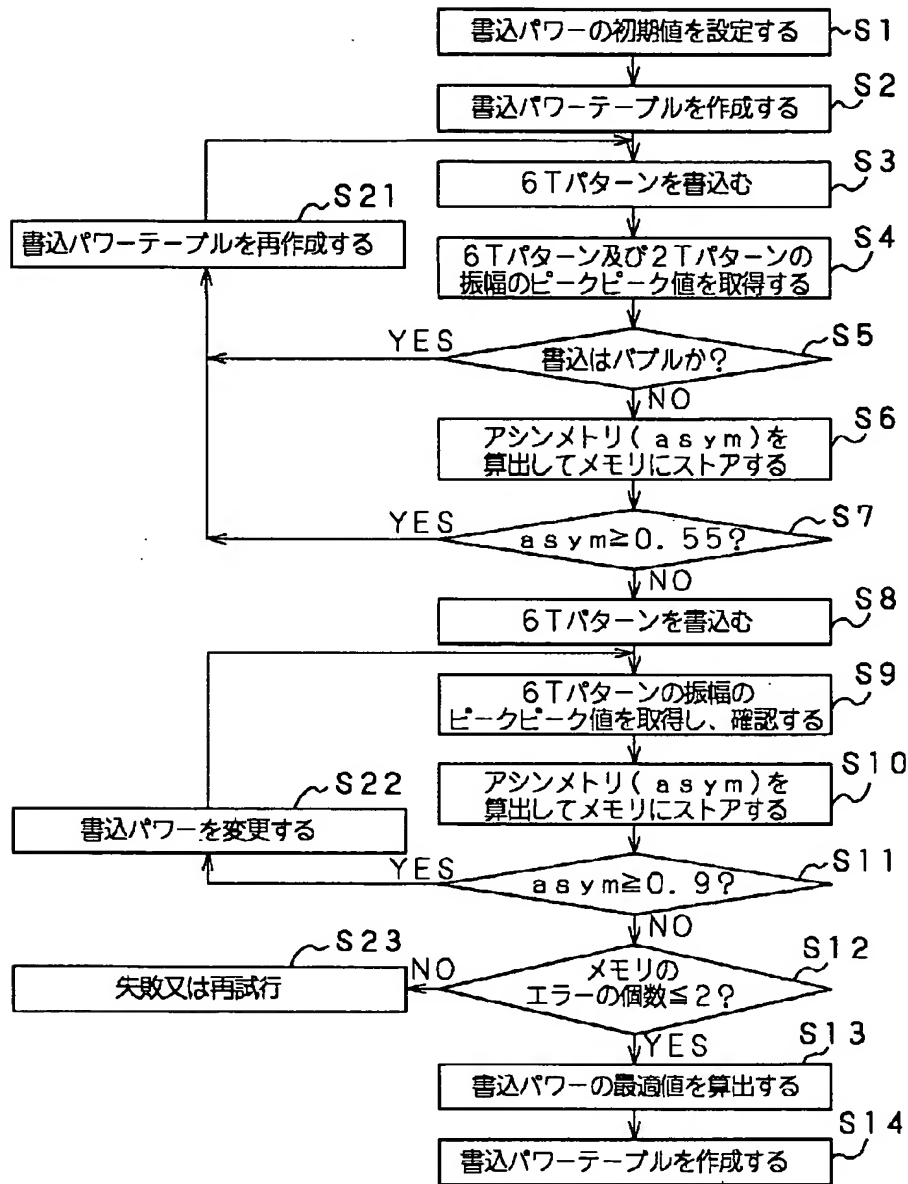 書込パワーの初期値を設定する
S1
S2
書込パワーテーブルを作成する
S3
6Tパターンを書込む
S21
書込パワーテーブルを再作成する
S4
6Tパターン及び2Tパターンの
振幅のピークピーク値を取得する
YES
S5
書込はバブルか?
NO
S6
アシンメトリ(asym)を
算出してメモリにストアする
YES
S7
asym≧0.55?
NO
S8
6Tパターンを書込む
S9
6Tパターンの振幅の
ピークピーク値を取得し、確認する
S10
アシンメトリ(asym)を
算出してメモリにストアする
S22
書込パワーを変更する
YES
S11
asym≧0.9?
NO
S23
失敗又は再試行
NO
S12
メモリの
エラーの個数≦2?
YES
S13
書込パワーの最適値を算出する
S14
書込パワーテーブルを作成する